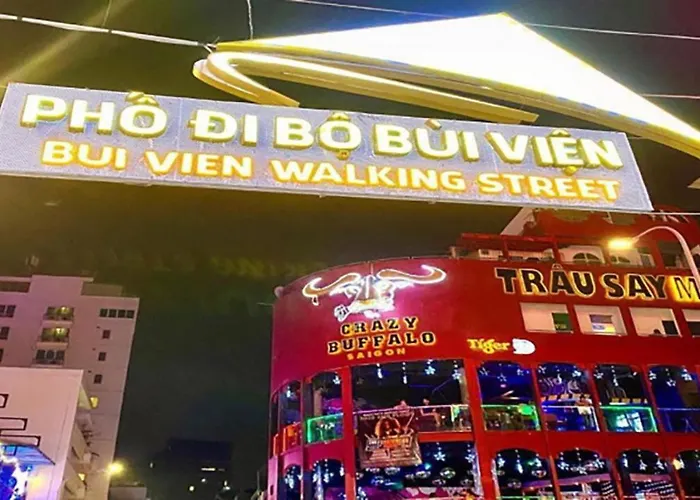 PHỐ ĐI BỘ BÙI VIỆN
BUI VIEN WALKING STREET
CRAZY
BUFFALO
SAIGON
TRÂU SAY
Tiger